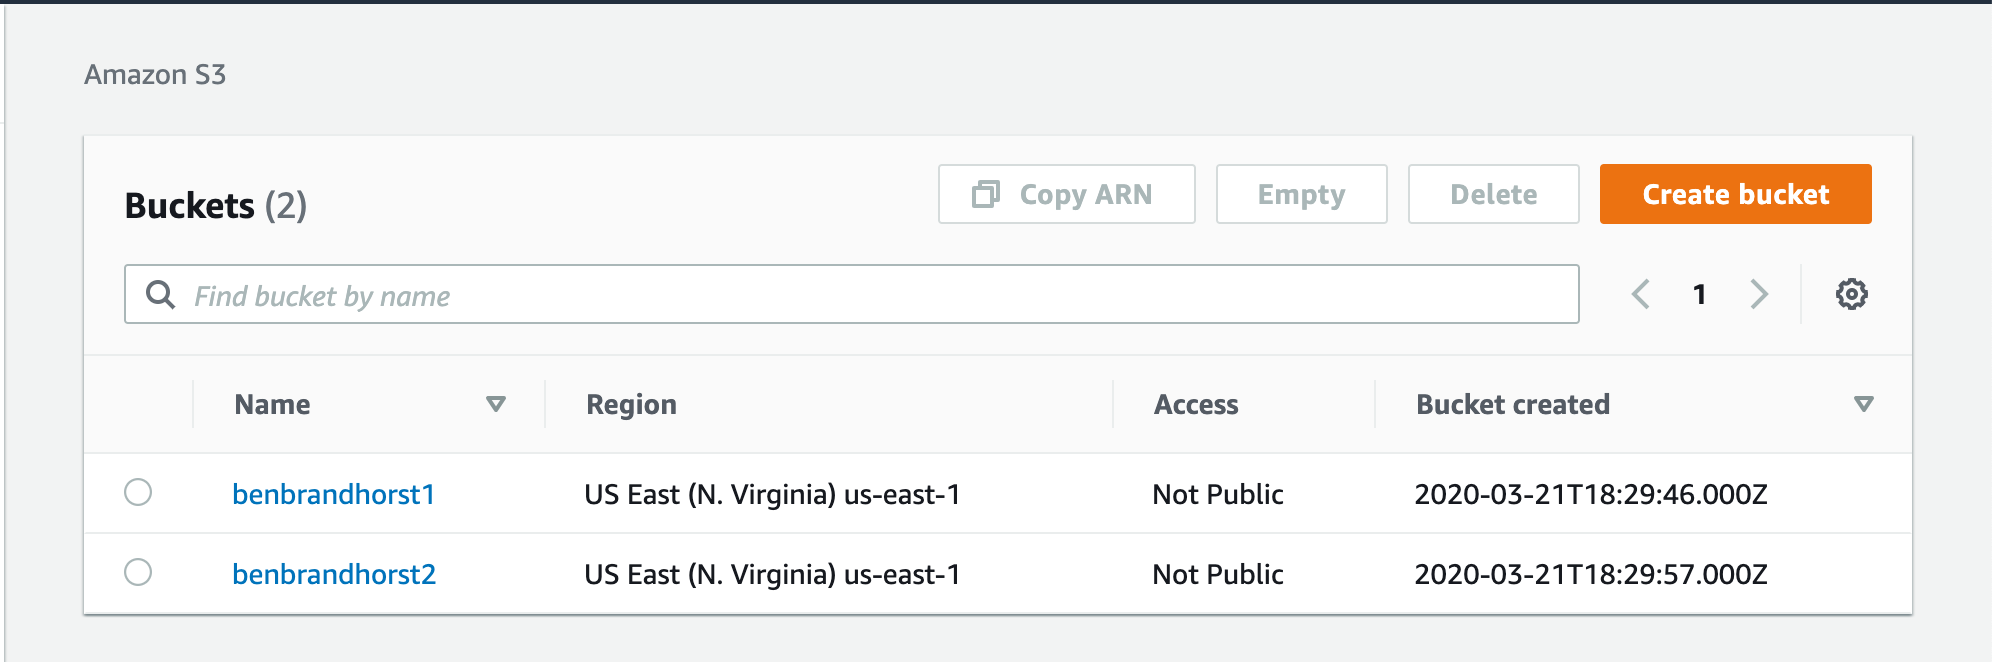 Amazon S3
Buckets (2)
Copy ARN
Empty
Delete
Create bucket
Find bucket by name
1
Name Region Access Bucket created
benbrandhorst1 US East (N. Virginia) us-east-1 Not Public 2020-03-21T18:29:46.000Z
benbrandhorst2 US East (N. Virginia) us-east-1 Not Public 2020-03-21T18:29:57.000Z